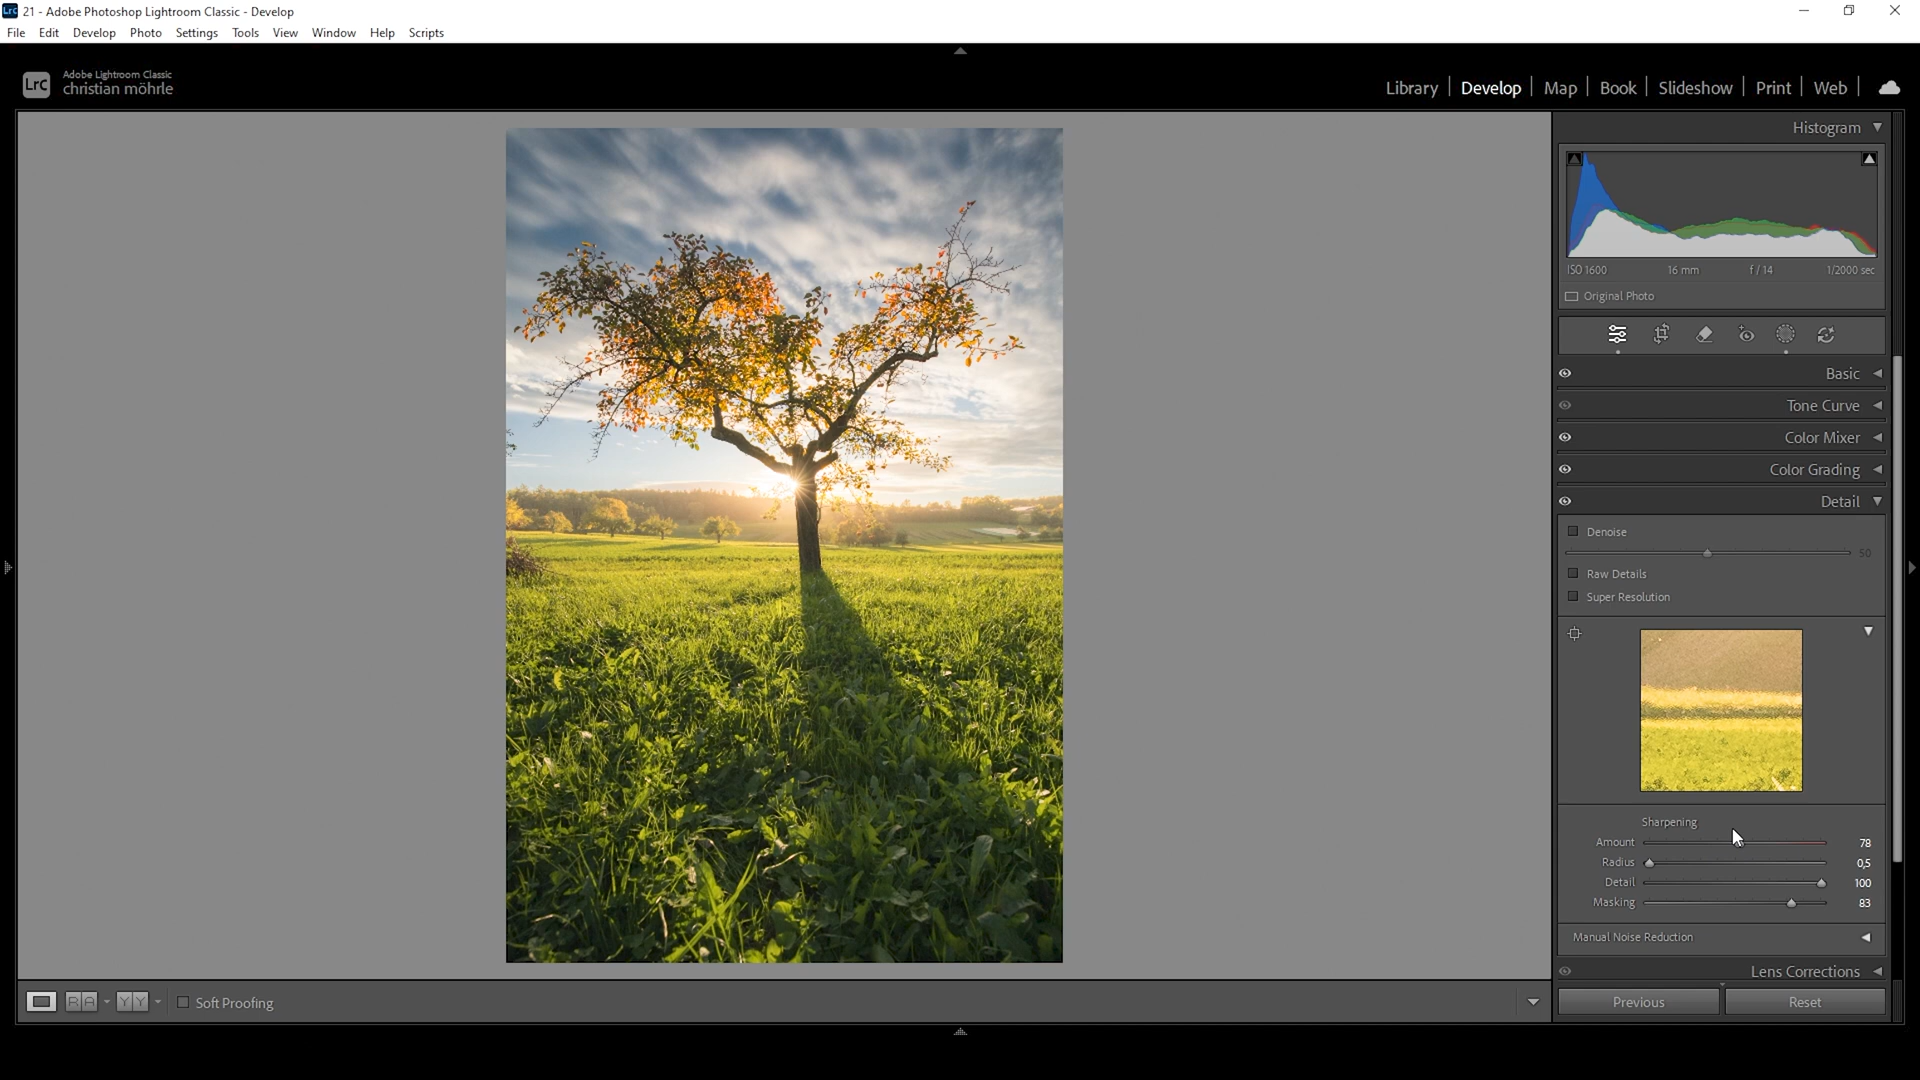 21 - Adobe Photoshop Lightroom Classic - Develop
File Edit Develop Photo Settings Tools View Window Help Scripts
Lrc
Adobe Lightroom Classic
christian möhrle
Library | Develop | Map | Book | Slideshow | Print | Web
Histogram
ISO 1600 16 mm f / 14 1/2000 sec
Original Photo
Basic
Tone Curve
Color Mixer
Color Grading
Detail
Denoise
50
Raw Details
Super Resolution
Sharpening
Amount 78
Radius 0,5
Detail 100
Masking 83
Manual Noise Reduction
Lens Corrections
R A Y Y Soft Proofing
Previous Reset